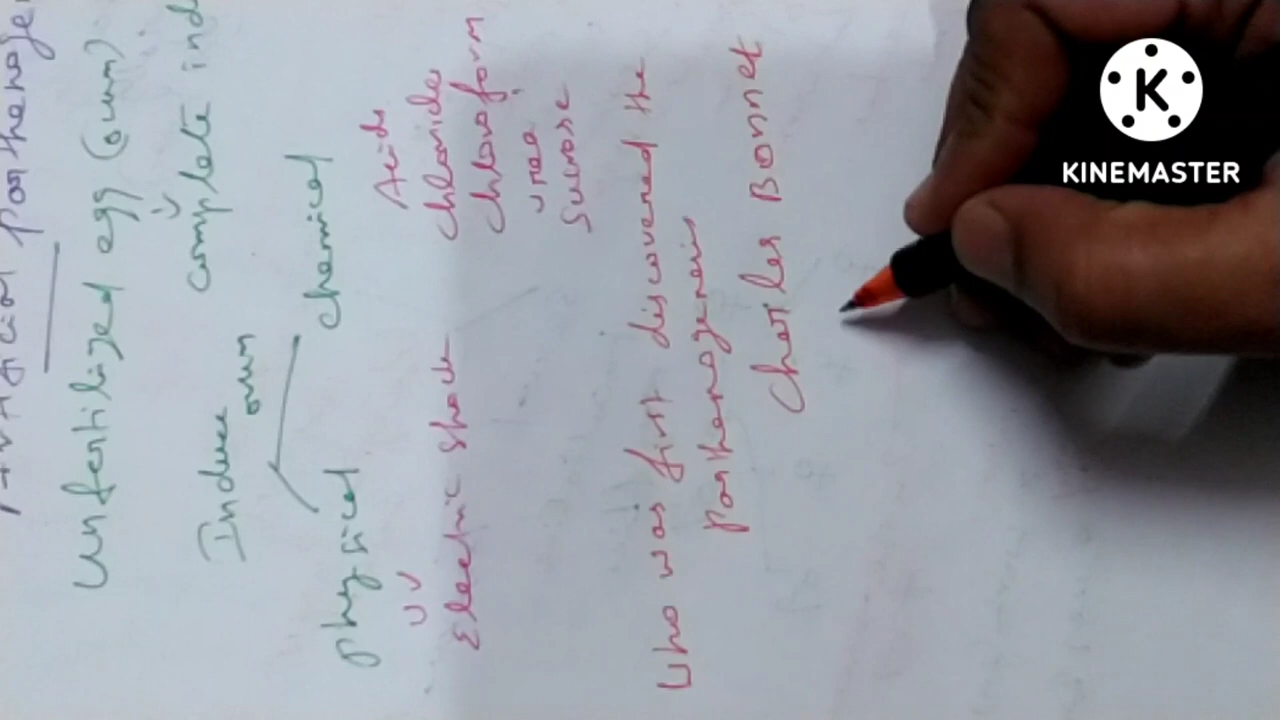 Artificial Parthenoge
Unfertilized egg (ovum)
complete ind
Induce ovum
physical
chemical
UV
Electric shock
Acids
chloride
chloroform
urea
sucrose
Who was first discovered the
Parthenogenesis
Charles Bonnet
K
KINEMASTER